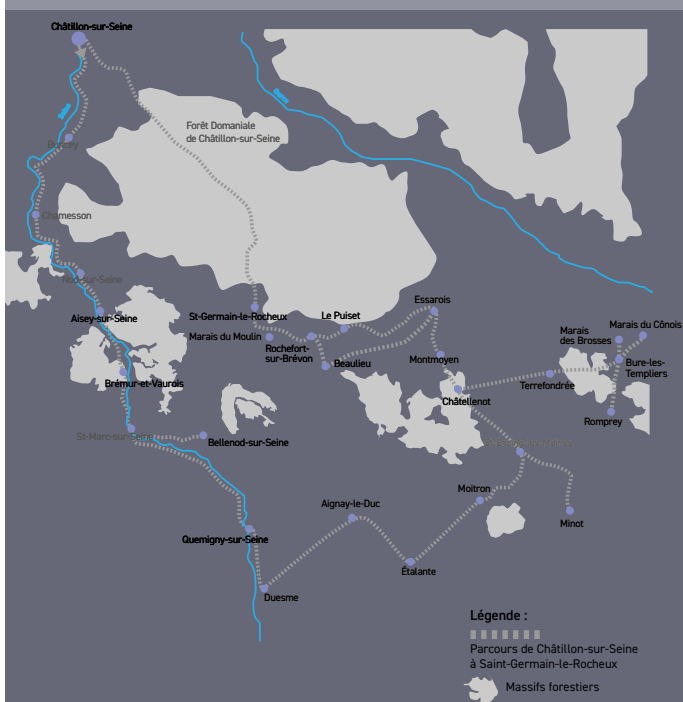 Châtillon-sur-Seine
Seine
Forêt Domaniale
de Châtillon-sur-Seine
Buncey
Chamesson
Nod-sur-Seine
Aisey-sur-Seine
St-Germain-le-Rocheux
Marais du Moulin
Le Puiset
Rochefort-
sur-Brévon
Beaulieu
Essarois
Montmoyen
Châtellenot
Terrefondrée
Marais
des Brosses
Marais du Cônois
Bure-les-
Templiers
Romprey
Brémur-et-Vaurois
St-Marc-sur-Seine
Bellenod-sur-Seine
Moitron
Minot
Aignay-le-Duc
Quemigny-sur-Seine
Étalante
Duesme
Légende :
Parcours de Châtillon-sur-Seine
à Saint-Germain-le-Rocheux
Massifs forestiers